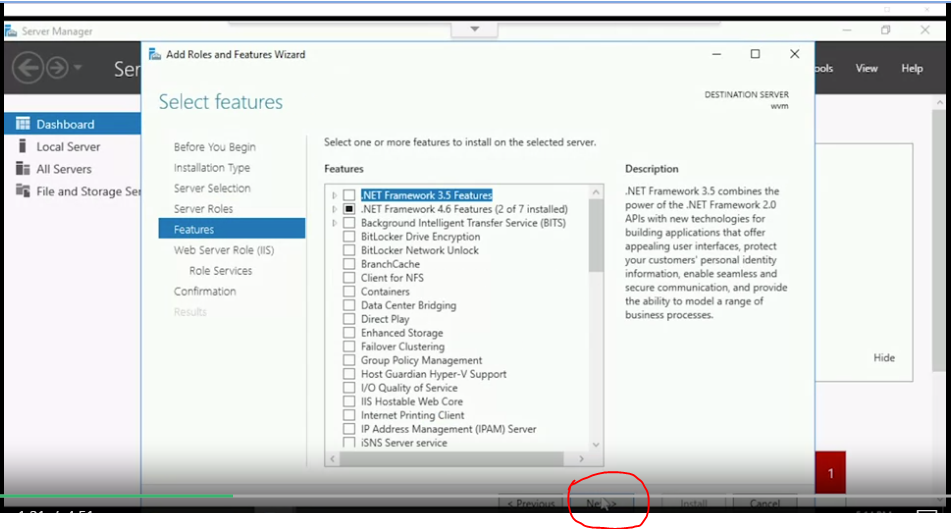 Server Manager
Add Roles and Features Wizard
Ser
View
Help
Select features
DESTINATION SERVER
wvm
Dashboard
Local Server
All Servers
File and Storage Ser
Before You Begin
Installation Type
Server Selection
Server Roles
Features
Web Server Role (IIS)
Role Services
Confirmation
Results
Select one or more features to install on the selected server.
Features
.NET Framework 3.5 Features
.NET Framework 4.6 Features (2 of 7 installed)
Background Intelligent Transfer Service (BITS)
BitLocker Drive Encryption
BitLocker Network Unlock
BranchCache
Client for NFS
Containers
Data Center Bridging
Direct Play
Enhanced Storage
Failover Clustering
Group Policy Management
Host Guardian Hyper-V Support
I/O Quality of Service
IIS Hostable Web Core
Internet Printing Client
IP Address Management (IPAM) Server
iSNS Server service
Description
.NET Framework 3.5 combines the
power of the .NET Framework 2.0
APIs with new technologies for
building applications that offer
appealing user interfaces, protect
your customers' personal identity
information, enable seamless and
secure communication, and provide
the ability to model a range of
business processes.
Hide
1
< Previous
Install
Cancel